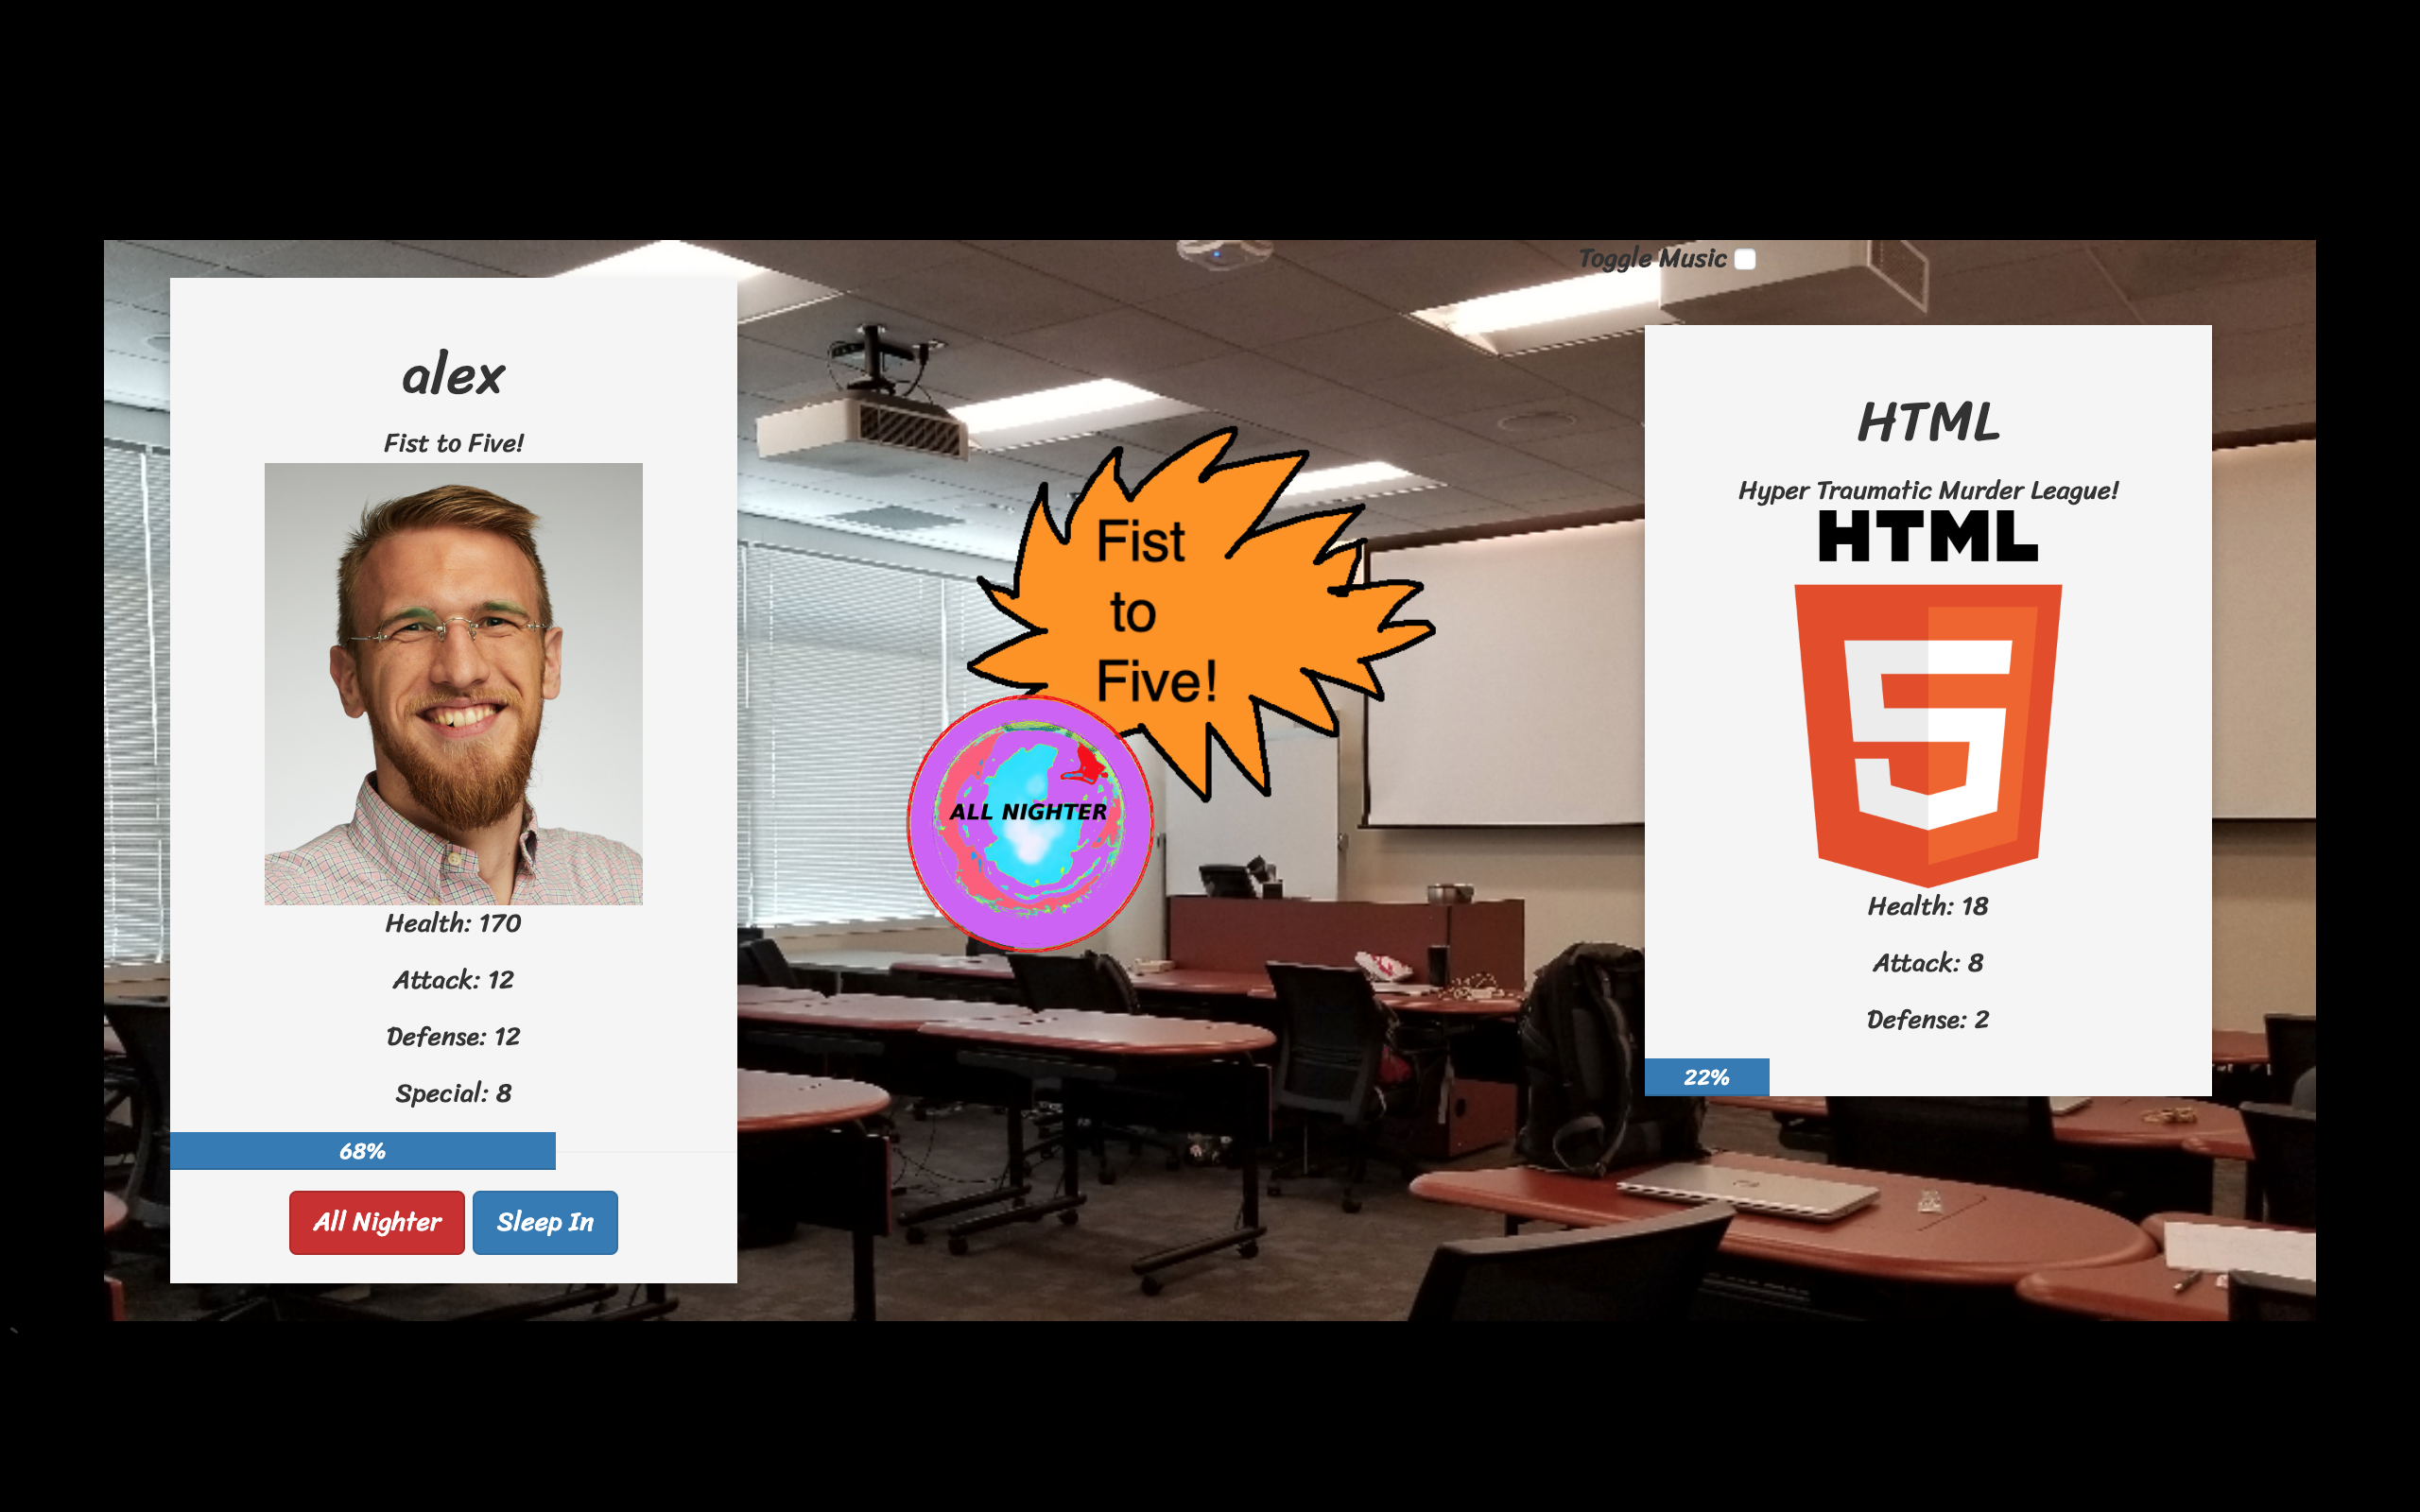 Toggle Music
alex
Fist to Five!
Health: 170
Attack: 12
Defense: 12
Special: 8
68%
All Nighter
Sleep In
Fist
to
Five!
ALL NIGHTER
HTML
Hyper Traumatic Murder League!
HTML
5
Health: 18
Attack: 8
Defense: 2
22%